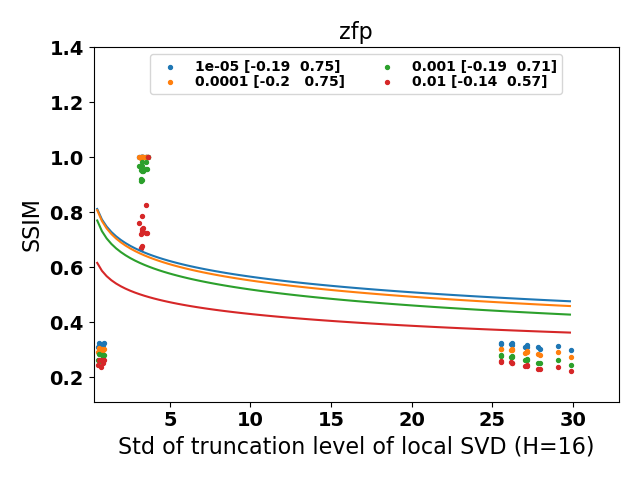 zfp
1e-05 [-0.19  0.75]
0.0001 [-0.2   0.75]
0.001 [-0.19  0.71]
0.01 [-0.14  0.57]
SSIM
1.4
1.2
1.0
0.8
0.6
0.4
0.2
5 10 15 20 25 30
Std of truncation level of local SVD (H=16)